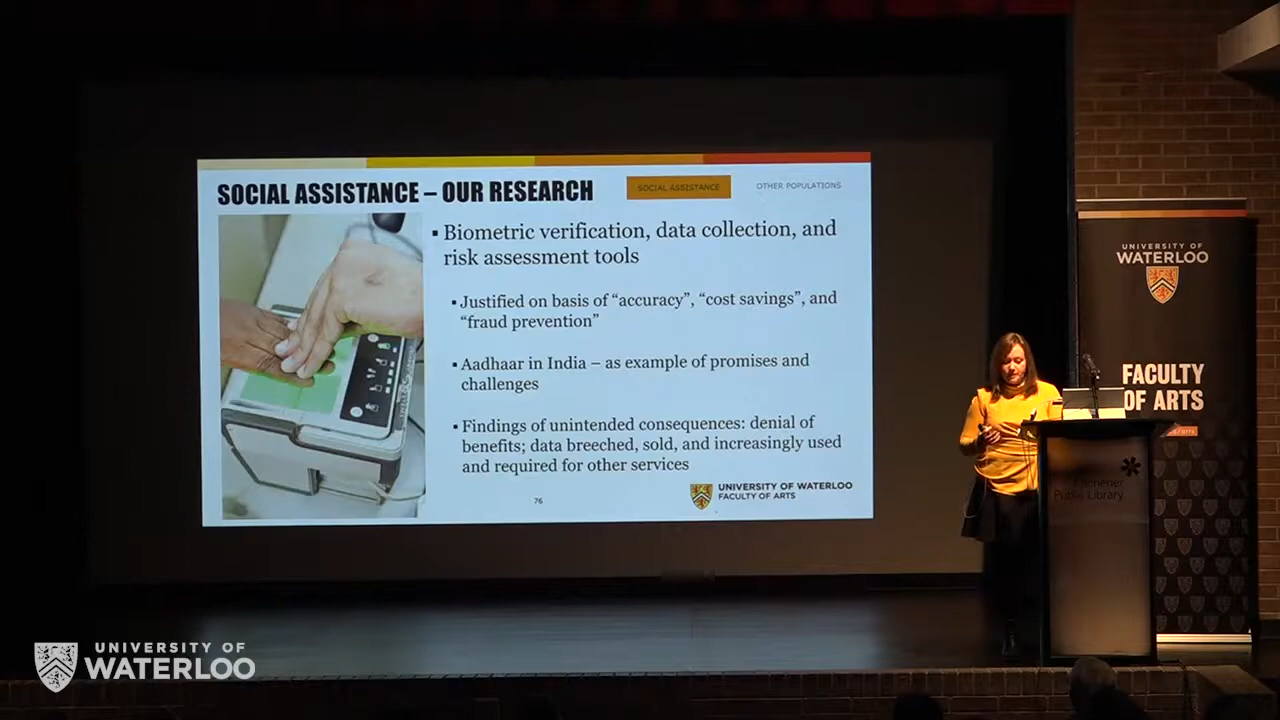 SOCIAL ASSISTANCE – OUR RESEARCH
SOCIAL ASSISTANCE
OTHER POPULATIONS
▪ Biometric verification, data collection, and
risk assessment tools
▪ Justified on basis of “accuracy”, “cost savings”, and
“fraud prevention”
▪ Aadhaar in India – as example of promises and
challenges
▪ Findings of unintended consequences: denial of
benefits; data breeched, sold, and increasingly used
and required for other services
76
UNIVERSITY OF WATERLOO
FACULTY OF ARTS
UNIVERSITY OF
WATERLOO
FACULTY
OF ARTS
Kitchener
Public Library
UNIVERSITY OF
WATERLOO